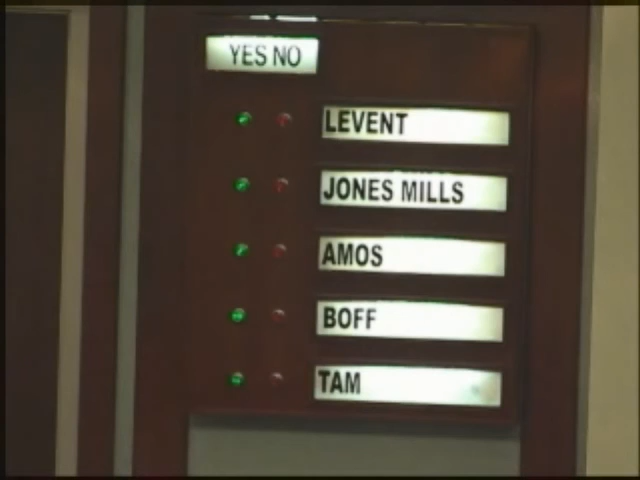 YES NO
LEVENT
JONES MILLS
AMOS
BOFF
TAM